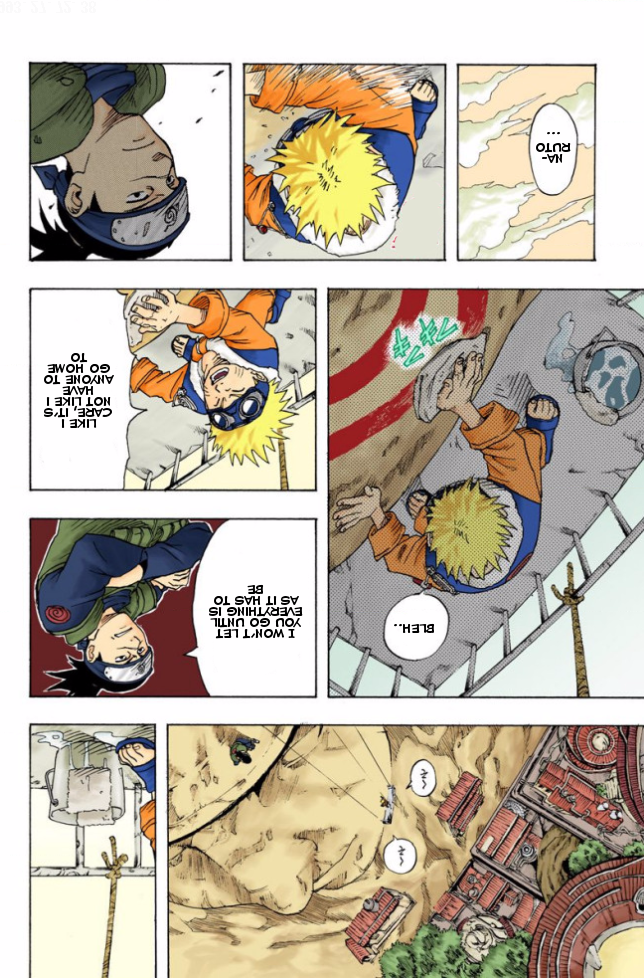 I WON'T LET
YOU GO UNTIL
EVERYTHING IS
AS IT HAS TO
BE
BLEH..
LIKE I
CARE, IT'S
NOT LIKE I
HAVE
ANYONE TO
GO HOME
TO
NA-
RUTO
...